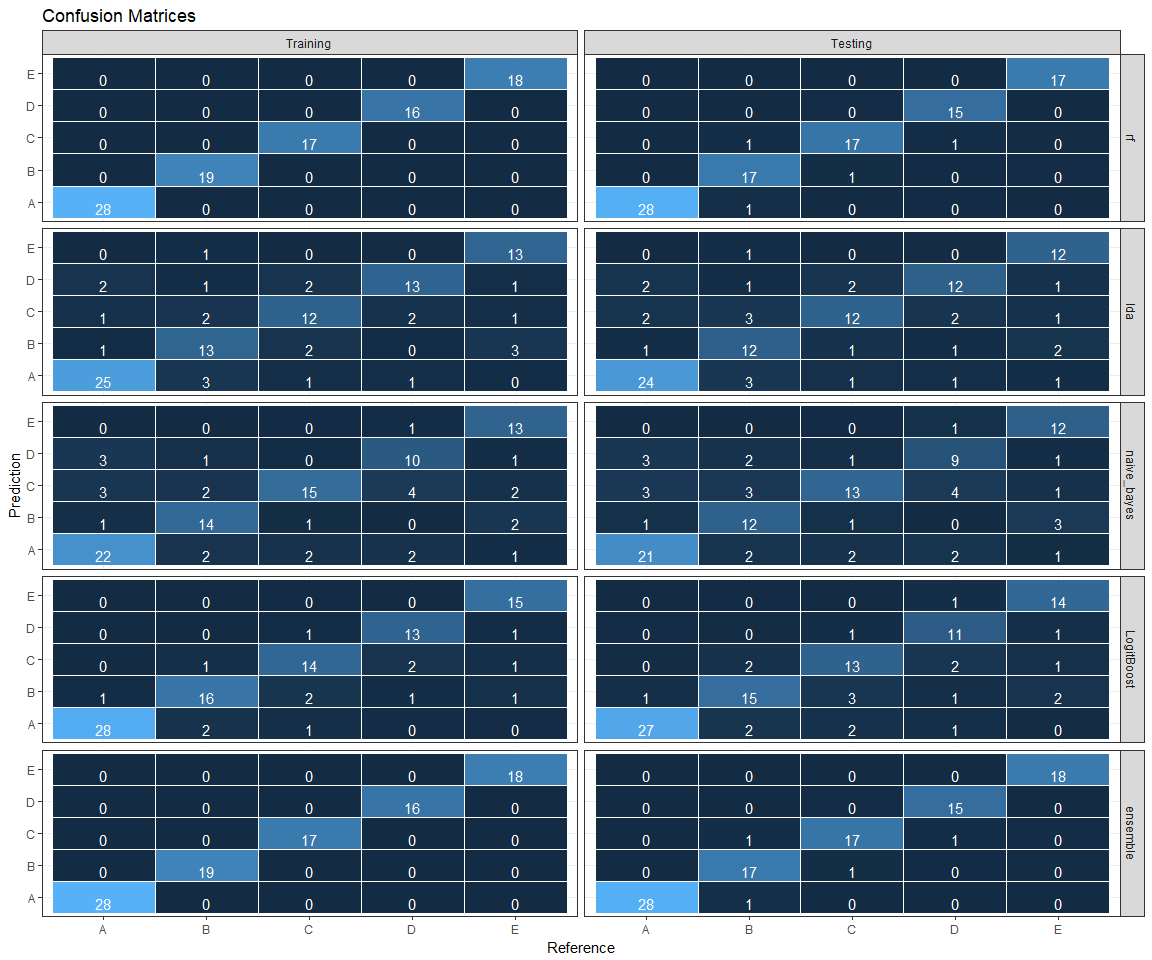 Confusion Matrices
Training Testing
E 0 0 0 0 18 0 0 0 0 17
D 0 0 0 16 0 0 0 0 15 0
C 0 0 17 0 0 0 1 17 1 0
B 0 19 0 0 0 0 17 1 0 0
A 28 0 0 0 0 28 1 0 0 0
rf
E 0 1 0 0 13 0 1 0 0 12
D 2 1 2 13 1 2 1 2 12 1
C 1 2 12 2 1 2 3 12 2 1
B 1 13 2 0 3 1 12 1 1 2
A 25 3 1 1 0 24 3 1 1 1
lda
E 0 0 0 1 13 0 0 0 1 12
D 3 1 0 10 1 3 2 1 9 1
C 3 2 15 4 2 3 3 13 4 1
B 1 14 1 0 2 1 12 1 0 3
A 22 2 2 2 1 21 2 2 2 1
naive_bayes
Prediction
E 0 0 0 0 15 0 0 0 1 14
D 0 0 1 13 1 0 0 1 11 1
C 0 1 14 2 1 0 2 13 2 1
B 1 16 2 1 1 1 15 3 1 2
A 28 2 1 0 0 27 2 2 1 0
LogitBoost
E 0 0 0 0 18 0 0 0 0 18
D 0 0 0 16 0 0 0 0 15 0
C 0 0 17 0 0 0 1 17 1 0
B 0 19 0 0 0 0 17 1 0 0
A 28 0 0 0 0 28 1 0 0 0
ensemble
A B C D E A B C D E
Reference